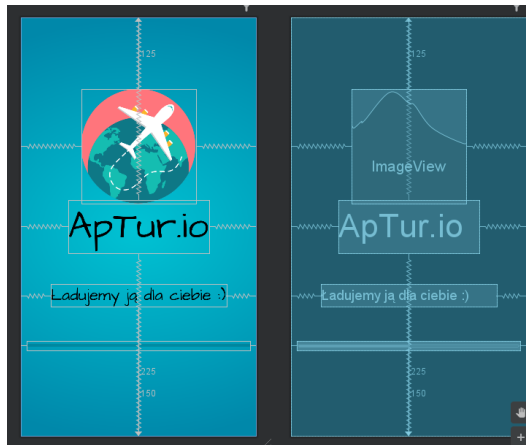 125
ApTur.io
Ładujemy ją dla ciebie :)
225
150
125
ImageView
ApTur.io
Ładujemy ją dla ciebie :)
225
150